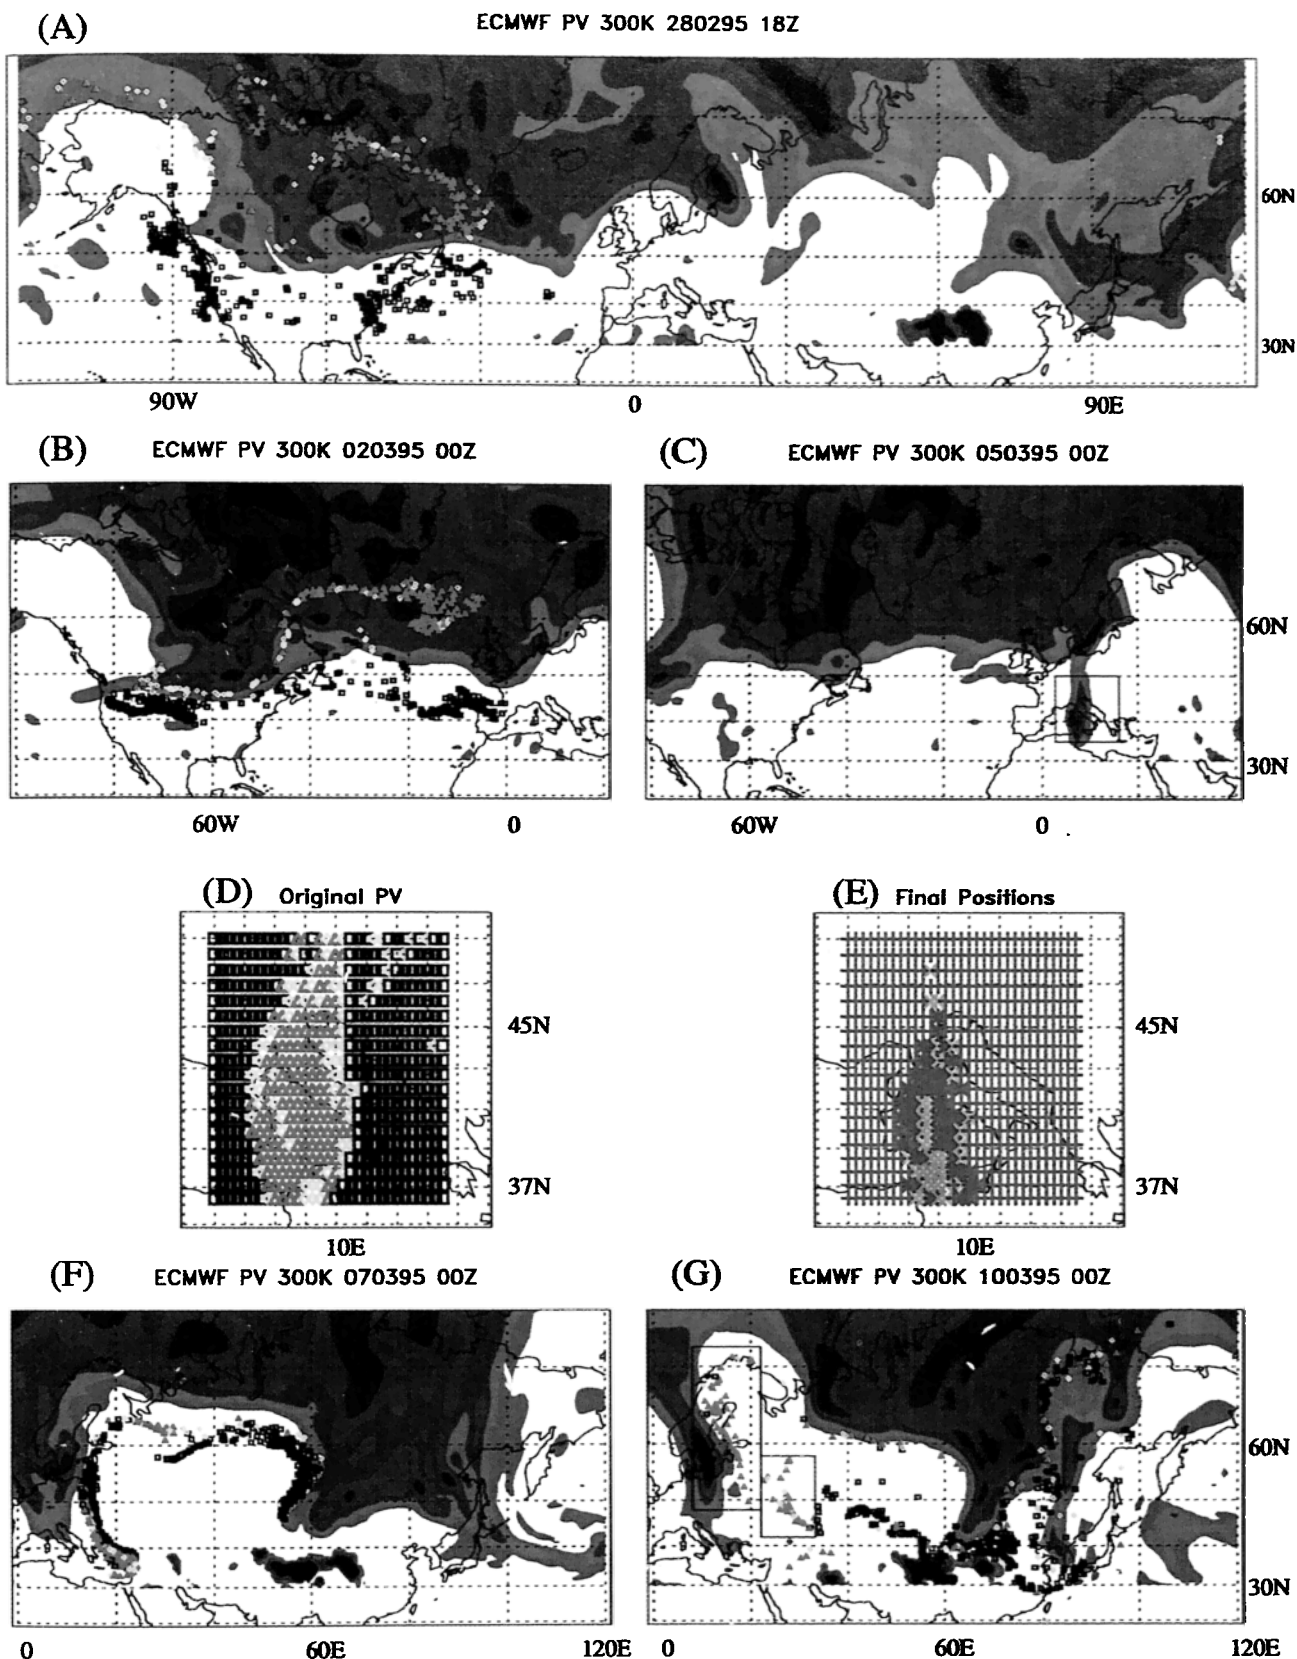 (A) ECMWF PV 300K 280295 18Z
60N
30N
90W 0 90E
(B) ECMWF PV 300K 020395 00Z
(C) ECMWF PV 300K 050395 00Z
60N
30N
60W 0
60W 0
(D) Original PV
(E) Final Positions
45N
45N
37N
37N
10E
10E
(F) ECMWF PV 300K 070395 00Z
(G) ECMWF PV 300K 100395 00Z
60N
30N
0 60E 120E
0 60E 120E